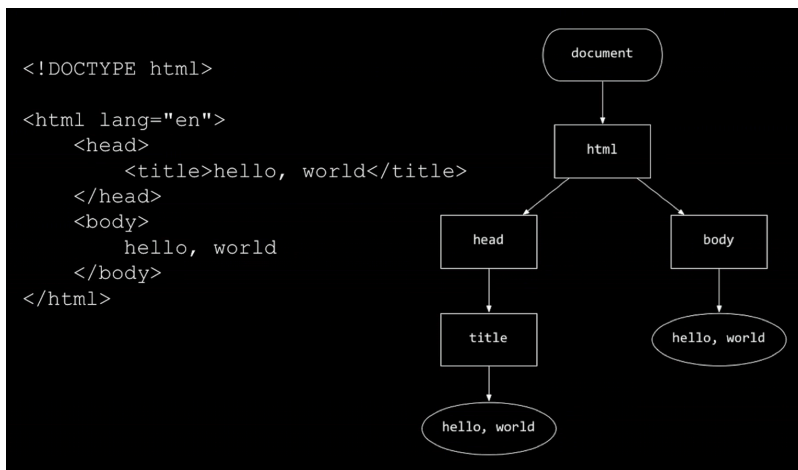 <!DOCTYPE html>
<html lang="en">
<head>
<title>hello, world</title>
</head>
<body>
hello, world
</body>
</html>
document
html
head
body
title
hello, world
hello, world